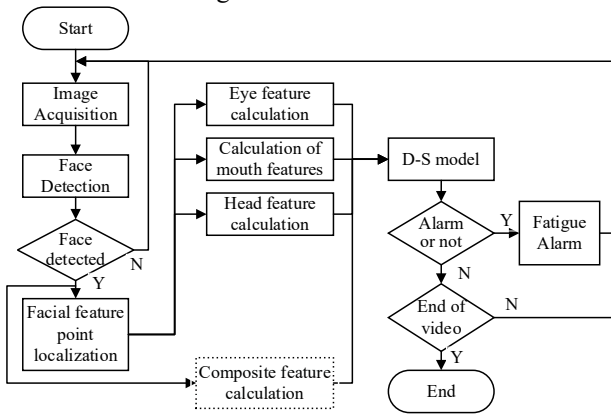 Start
Image
Acquisition
Face
Detection
Face
detected
N
Y
Facial feature
point
localization
Eye feature
calculation
Calculation of
mouth features
Head feature
calculation
Composite feature
calculation
D-S model
Alarm
or not
Y
Fatigue
Alarm
N
End of
video
N
Y
End